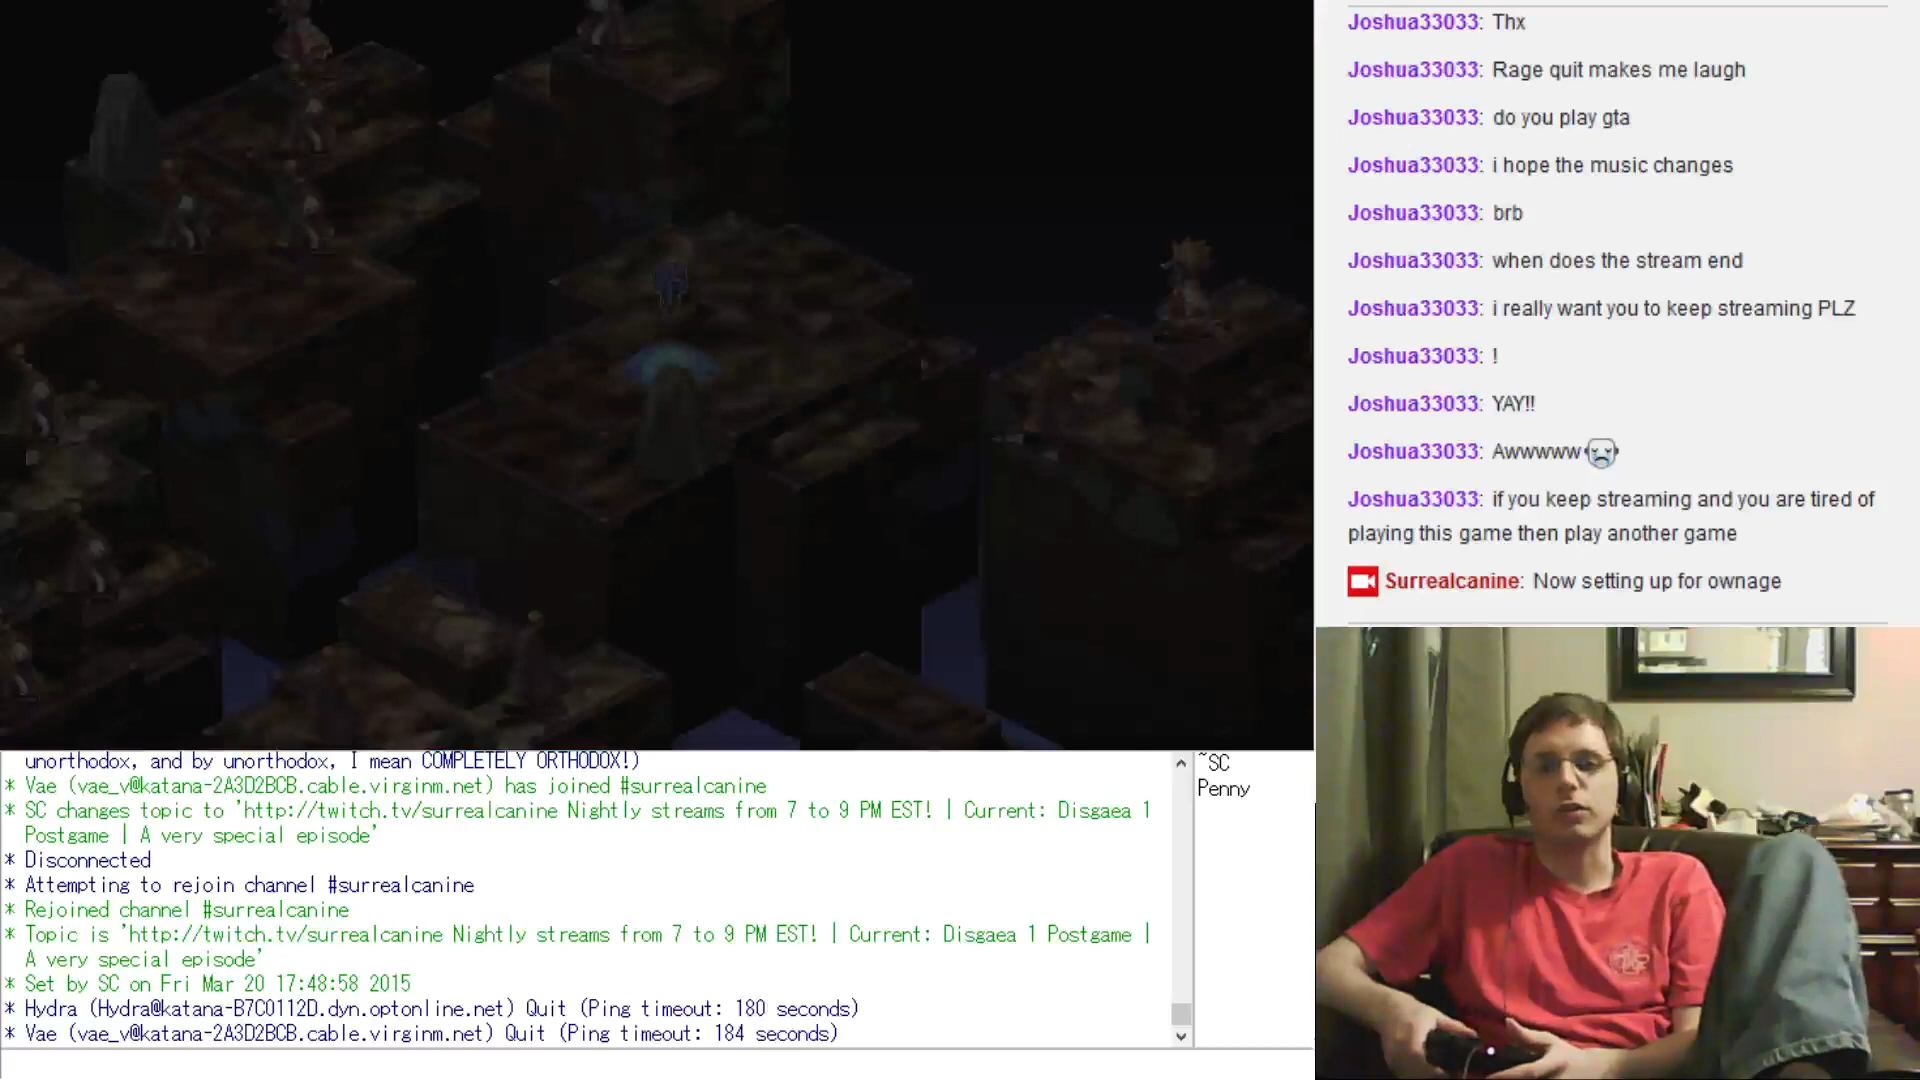 Joshua33033: Thx
Joshua33033: Rage quit makes me laugh
Joshua33033: do you play gta
Joshua33033: i hope the music changes
Joshua33033: brb
Joshua33033: when does the stream end
Joshua33033: i really want you to keep streaming PLZ
Joshua33033: !
Joshua33033: YAY!!
Joshua33033: Awwwww
Joshua33033: if you keep streaming and you are tired of
playing this game then play another game
Surrealcanine: Now setting up for ownage
unorthodox, and by unorthodox, I mean COMPLETELY ORTHODOX!)
* Vae (vae_v@katana-2A3D2BCB.cable.virginm.net) has joined #surrealcanine
* SC changes topic to 'http://twitch.tv/surrealcanine Nightly streams from 7 to 9 PM EST! | Current: Disgaea 1
Postgame | A very special episode'
* Disconnected
* Attempting to rejoin channel #surrealcanine
* Rejoined channel #surrealcanine
* Topic is 'http://twitch.tv/surrealcanine Nightly streams from 7 to 9 PM EST! | Current: Disgaea 1 Postgame |
A very special episode'
* Set by SC on Fri Mar 20 17:48:58 2015
* Hydra (Hydra@katana-B7C0112D.dyn.optonline.net) Quit (Ping timeout: 180 seconds)
* Vae (vae_v@katana-2A3D2BCB.cable.virginm.net) Quit (Ping timeout: 184 seconds)
~SC
Penny